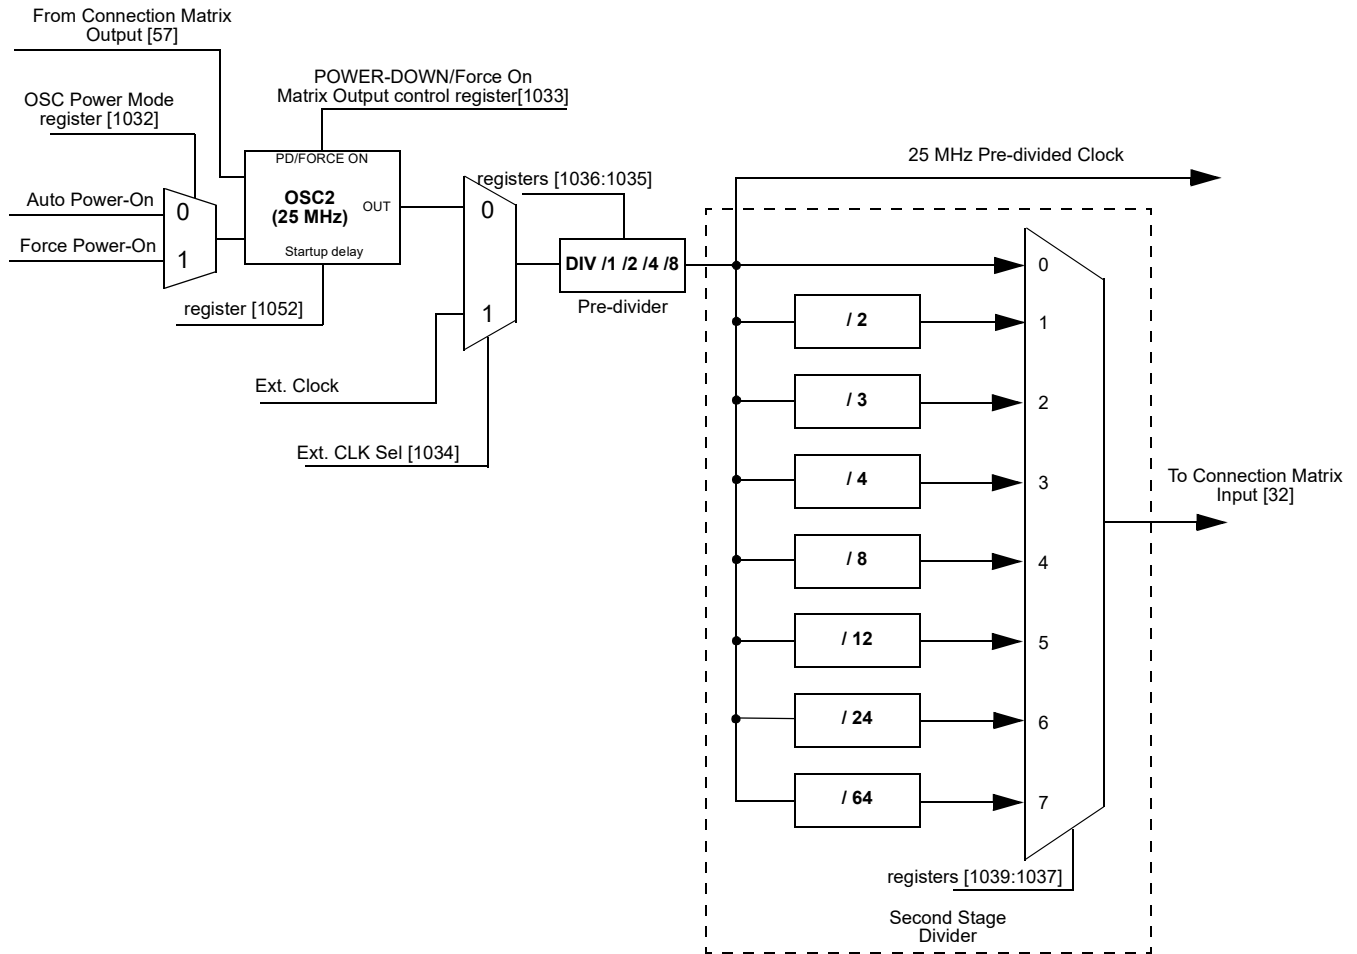 From Connection Matrix
Output [57]
POWER-DOWN/Force On
Matrix Output control register[1033]
OSC Power Mode
register [1032]
PD/FORCE ON
OSC2
(25 MHz)
OUT
Startup delay
Auto Power-On
0
Force Power-On
1
register [1052]
0
1
Ext. Clock
Ext. CLK Sel [1034]
registers [1036:1035]
DIV /1 /2 /4 /8
Pre-divider
25 MHz Pre-divided Clock
0
/ 2
1
/ 3
2
/ 4
3
/ 8
4
/ 12
5
/ 24
6
/ 64
7
To Connection Matrix
Input [32]
registers [1039:1037]
Second Stage
Divider